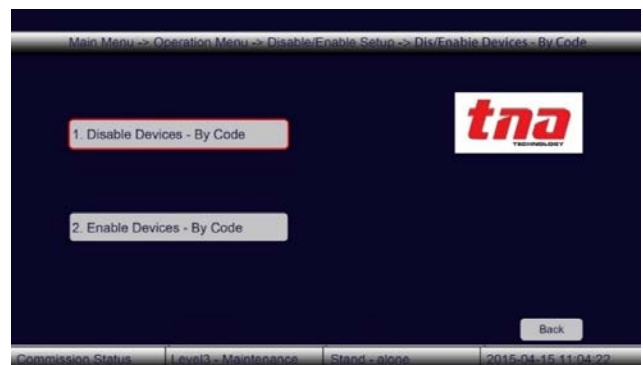 Main Menu -> Operation Menu -> Disable/Enable Setup -> Dis/Enable Devices - By Code
tna
TECHNOLOGY
1. Disable Devices - By Code
2. Enable Devices - By Code
Back
Commission Status Level3 - Maintenance Stand - alone 2015-04-15 11:04:22